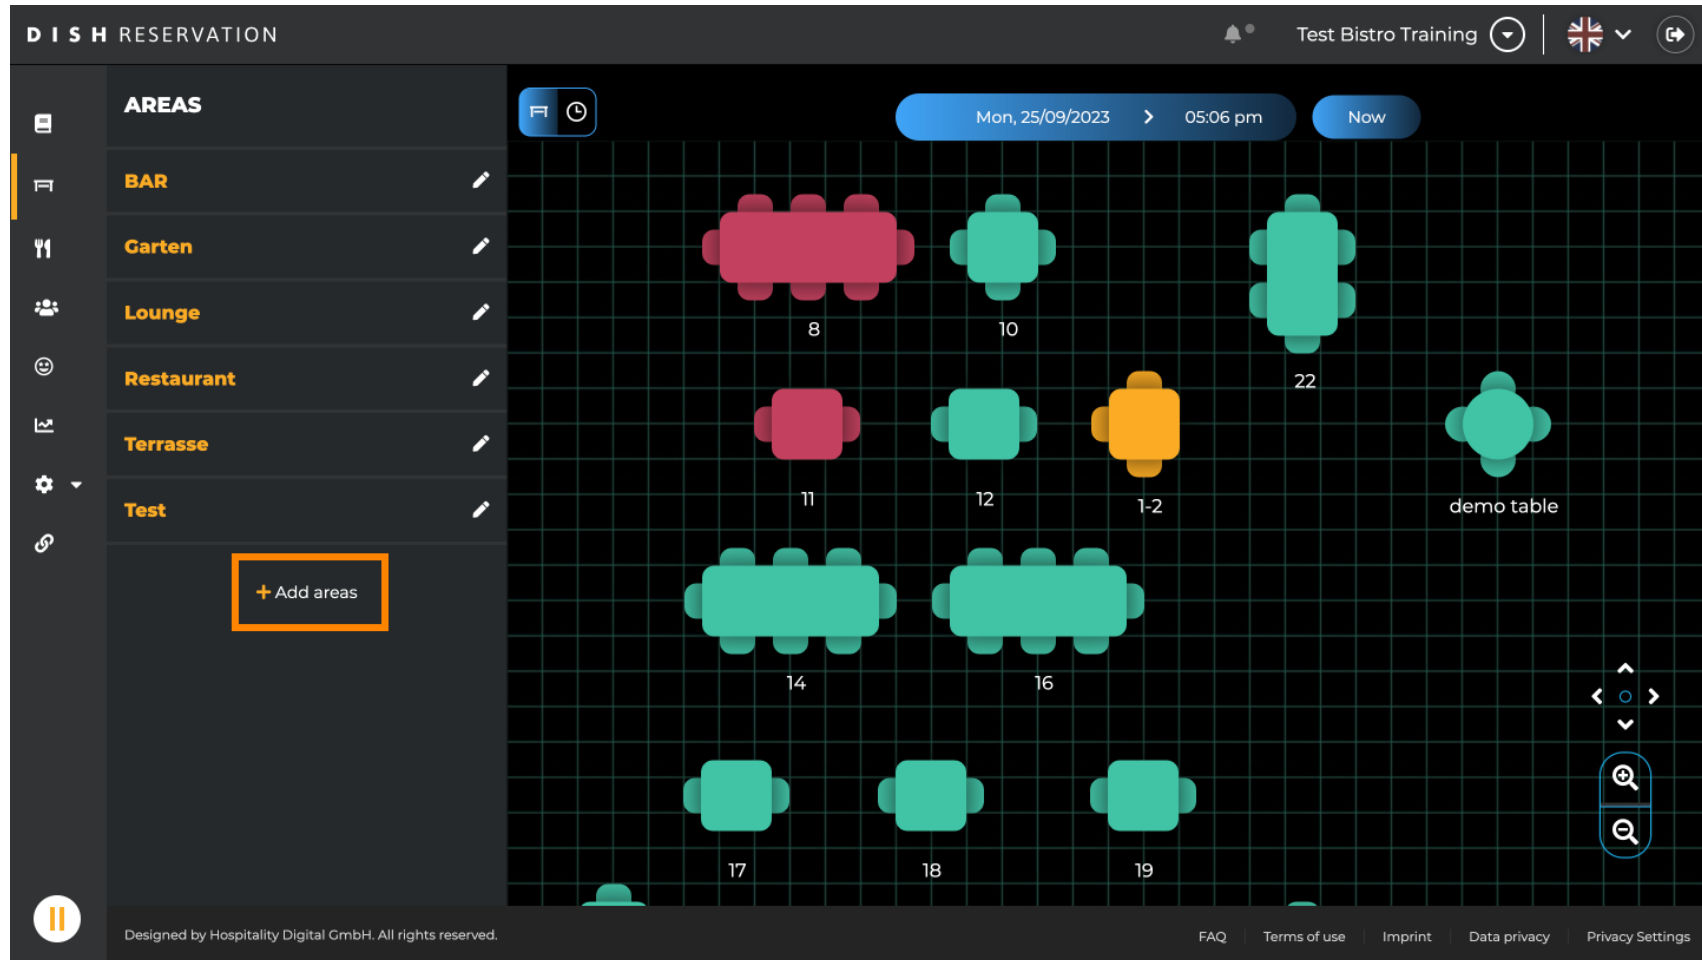 DISH RESERVATION
Test Bistro Training
AREAS
BAR
Garten
Lounge
Restaurant
Terrasse
Test
+ Add areas
Mon, 25/09/2023 > 05:06 pm
Now
8
10
22
11
12
1-2
demo table
14
16
17
18
19
Designed by Hospitality Digital GmbH. All rights reserved.
FAQ
Terms of use
Imprint
Data privacy
Privacy Settings